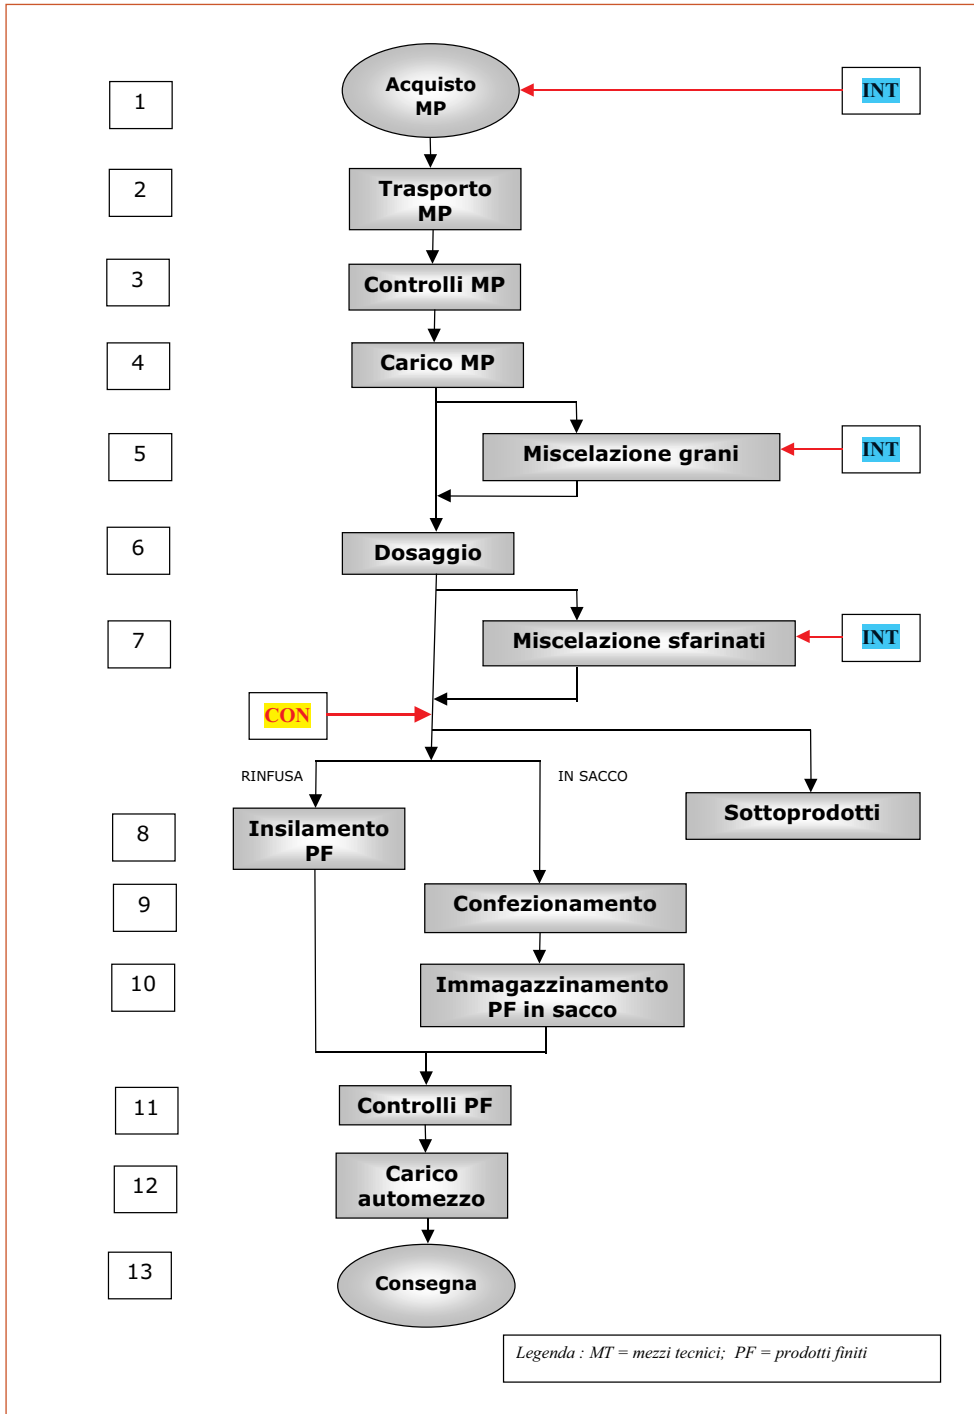 1
Acquisto
MP
INT
2
Trasporto
MP
3
Controlli MP
4
Carico MP
5
Miscelazione grani
INT
6
Dosaggio
7
Miscelazione sfarinati
INT
CON
RINFUSA
IN SACCO
Sottoprodotti
8
Insilamento
PF
9
Confezionamento
10
Immagazzinamento
PF in sacco
11
Controlli PF
12
Carico
automezzo
13
Consegna
Legenda : MT = mezzi tecnici; PF = prodotti finiti